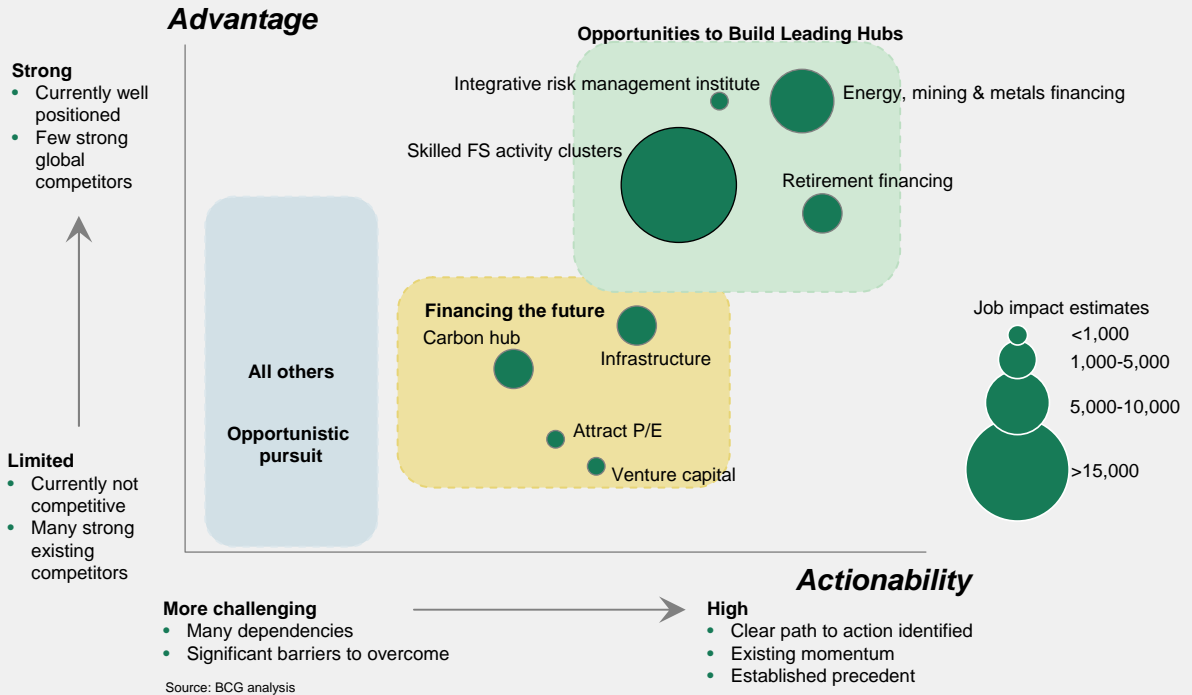 Advantage
Opportunities to Build Leading Hubs
Strong
• Currently well
positioned
• Few strong
global
competitors
Integrative risk management institute
Energy, mining & metals financing
Skilled FS activity clusters
Retirement financing
Financing the future
Carbon hub
Infrastructure
Attract P/E
Venture capital
All others
Opportunistic
pursuit
Job impact estimates
<1,000
1,000-5,000
5,000-10,000
>15,000
Limited
• Currently not
competitive
• Many strong
existing
competitors
Actionability
More challenging
• Many dependencies
• Significant barriers to overcome
High
• Clear path to action identified
• Existing momentum
• Established precedent
Source: BCG analysis